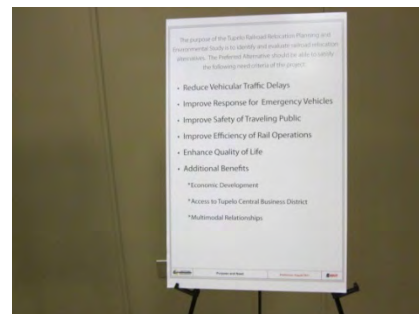 The purpose of the Tupelo Railroad Relocation Planning and
Environmental Study is to identify and evaluate railroad
alternatives. The Preferred Alternative should be able to satisfy
the following need criteria of the project:
• Reduce Vehicular Traffic Delays
• Improve Response for Emergency Vehicles
• Improve Safety of Traveling Public
• Improve Efficiency of Rail Operations
• Enhance Quality of Life
• Additional Benefits
*Economic Development
*Access to Tupelo Central Business District
*Multimodal Relationships
Purpose and Need